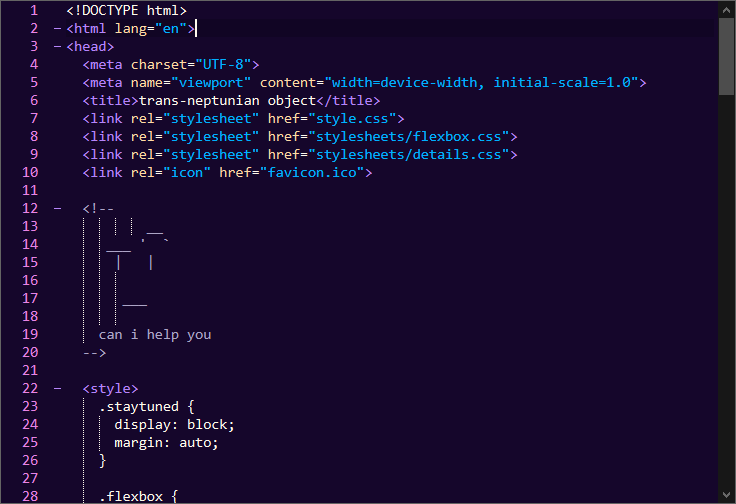 1 <!DOCTYPE html>
2 <html lang="en">
3 <head>
4 <meta charset="UTF-8">
5 <meta name="viewport" content="width=device-width, initial-scale=1.0">
6 <title>trans-neptunian object</title>
7 <link rel="stylesheet" href="style.css">
8 <link rel="stylesheet" href="stylesheets/flexbox.css">
9 <link rel="stylesheet" href="stylesheets/details.css">
10 <link rel="icon" href="favicon.ico">
11
12 <!--
13 __
14 ___ ' `
15 | |
16
17 ___
18
19 can i help you
20 -->
21
22 <style>
23 .staytuned {
24 display: block;
25 margin: auto;
26 }
27
28 .flexbox {